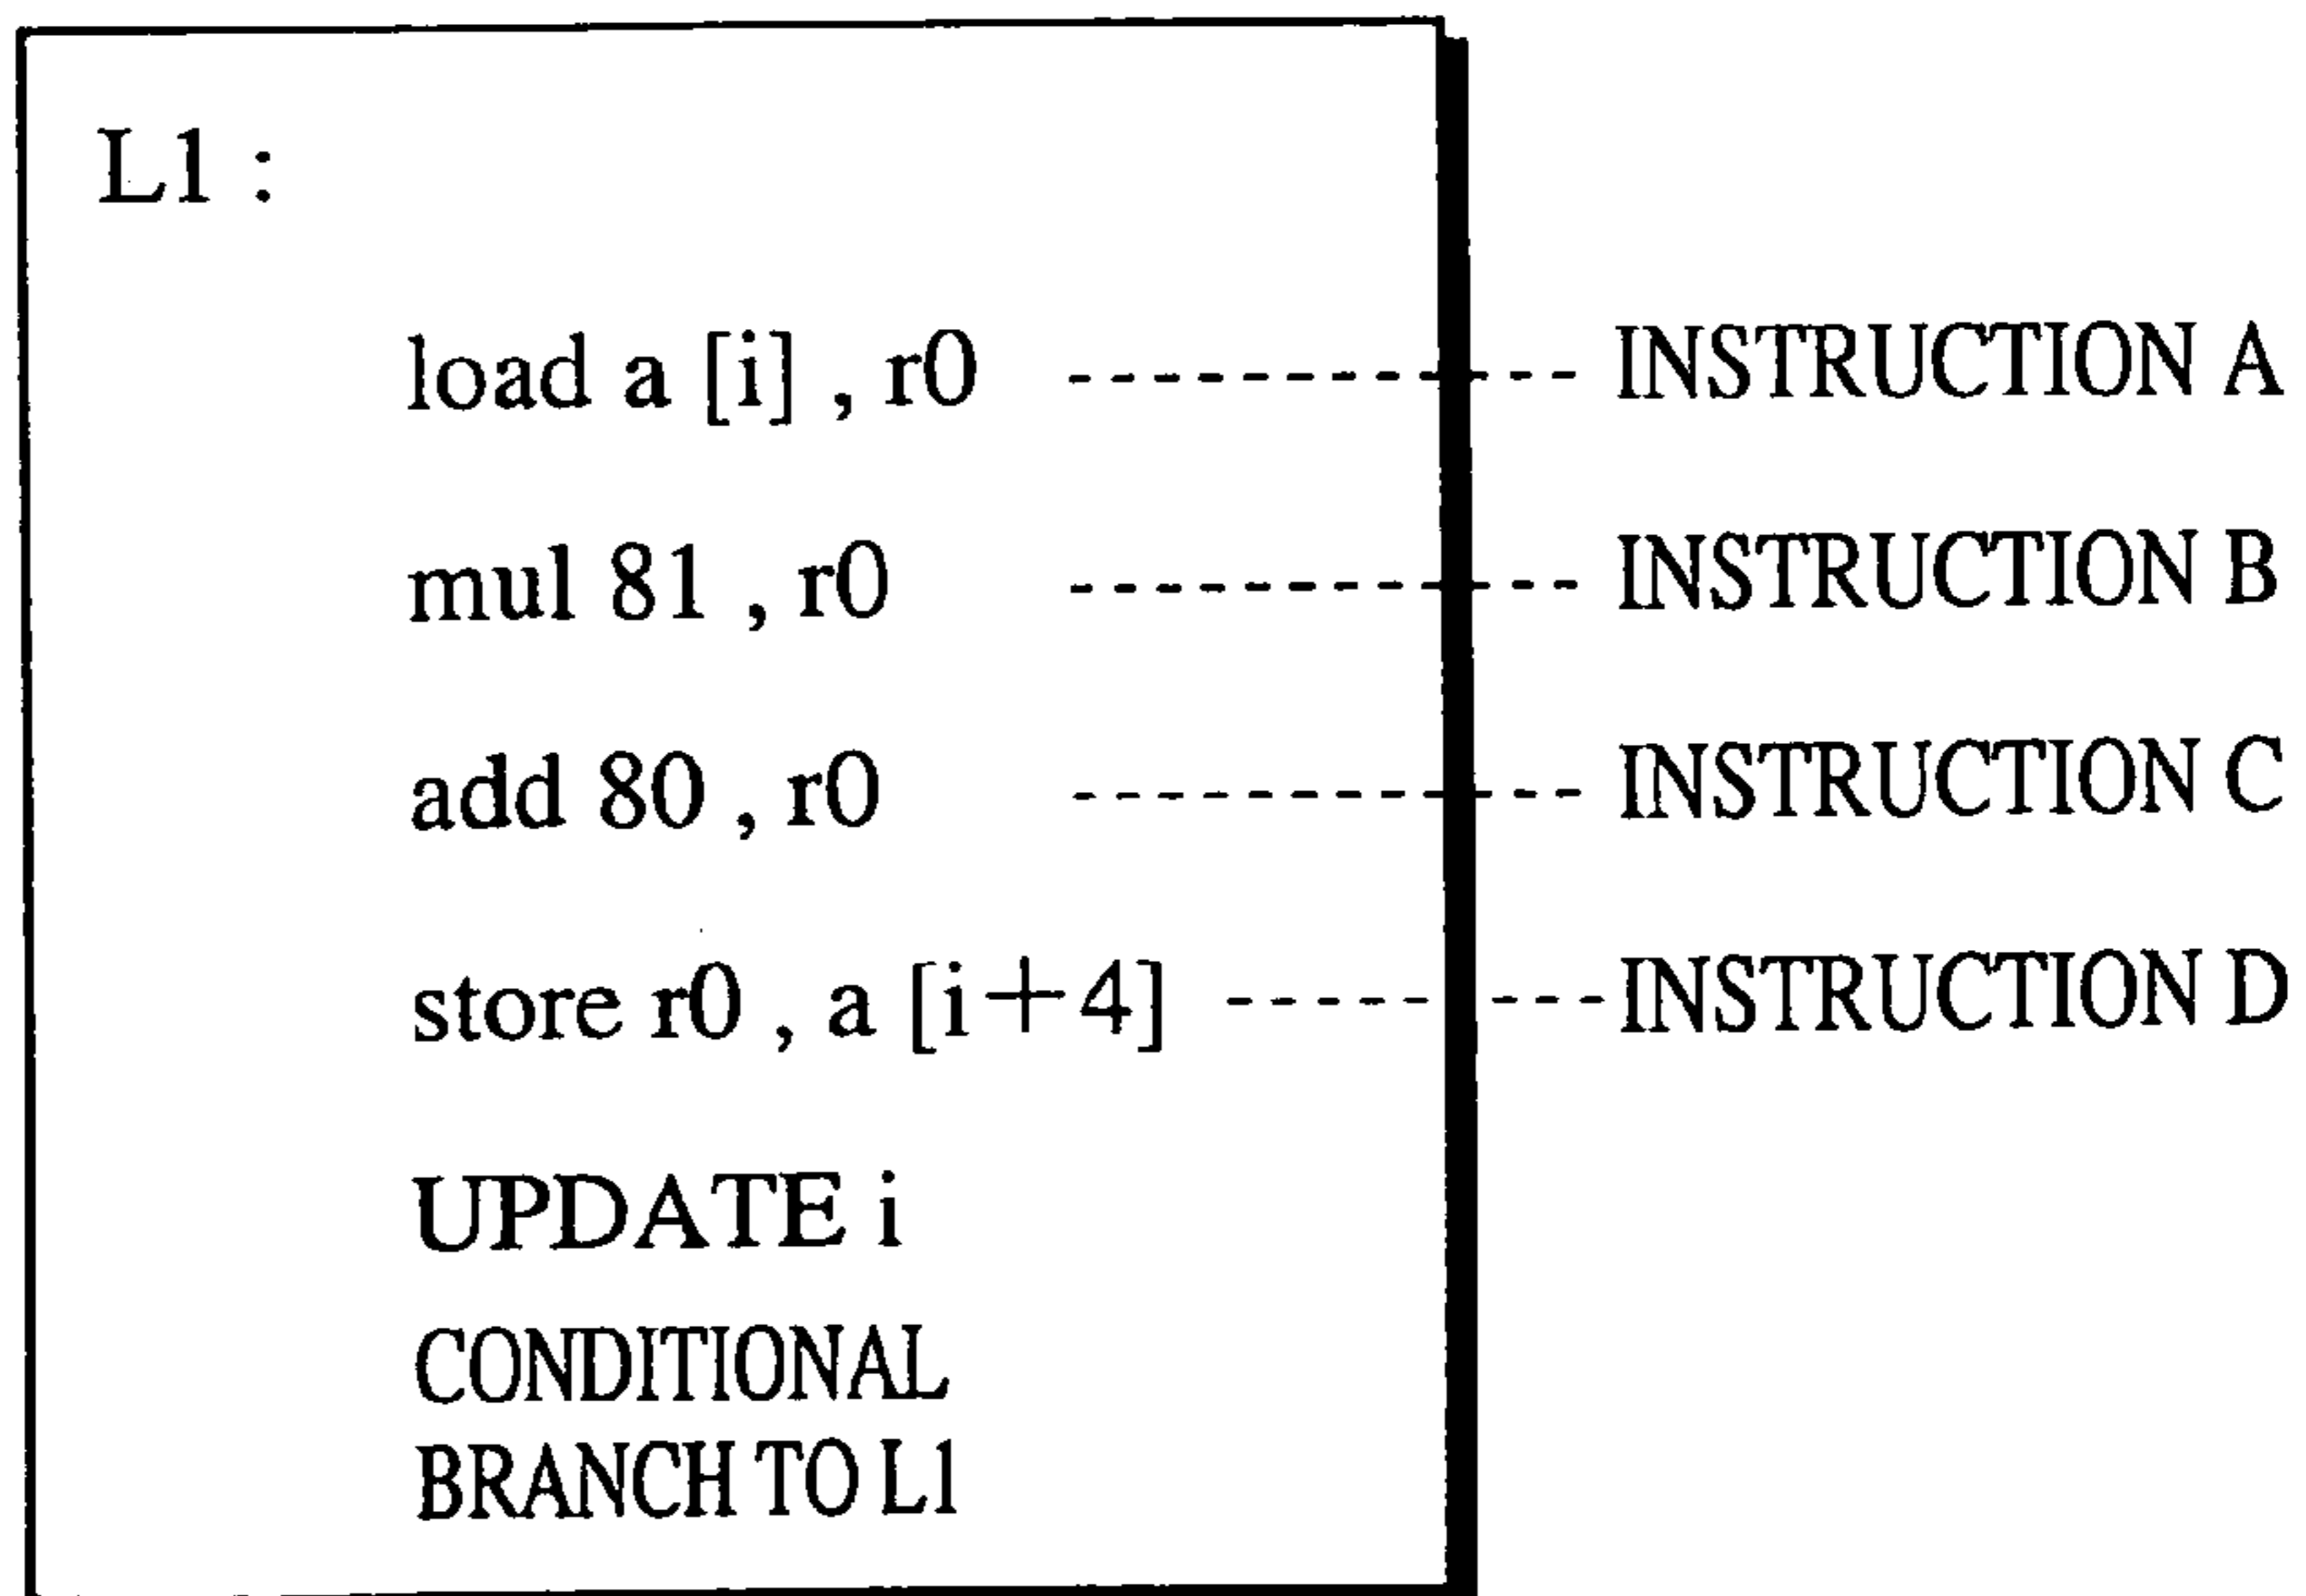 L1 :
load a [i] , r0 ----------- INSTRUCTION A
mul 81 , r0 ----------- INSTRUCTION B
add 80 , r0 ----------- INSTRUCTION C
store r0 , a [i+4] -------- INSTRUCTION D
UPDATE i
CONDITIONAL
BRANCH TO L1